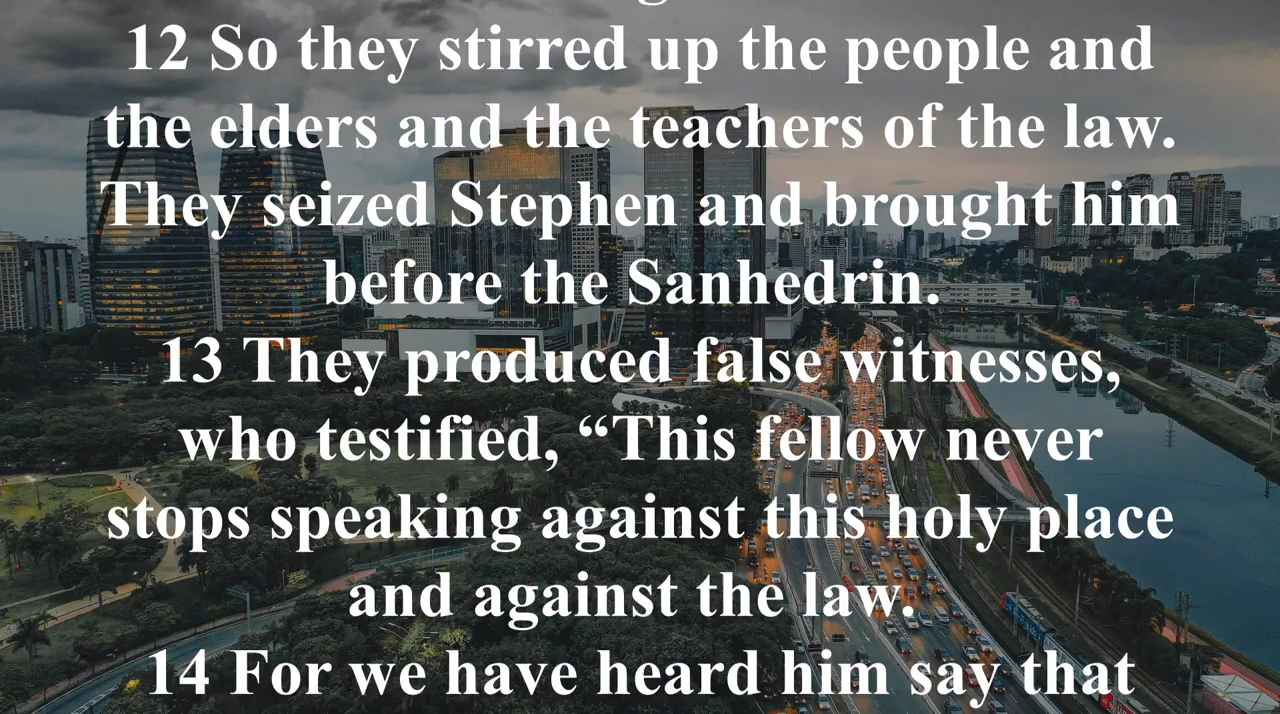 12 So they stirred up the people and
the elders and the teachers of the law.
They seized Stephen and brought him
before the Sanhedrin.
13 They produced false witnesses,
who testified, “This fellow never
stops speaking against this holy place
and against the law.
14 For we have heard him say that